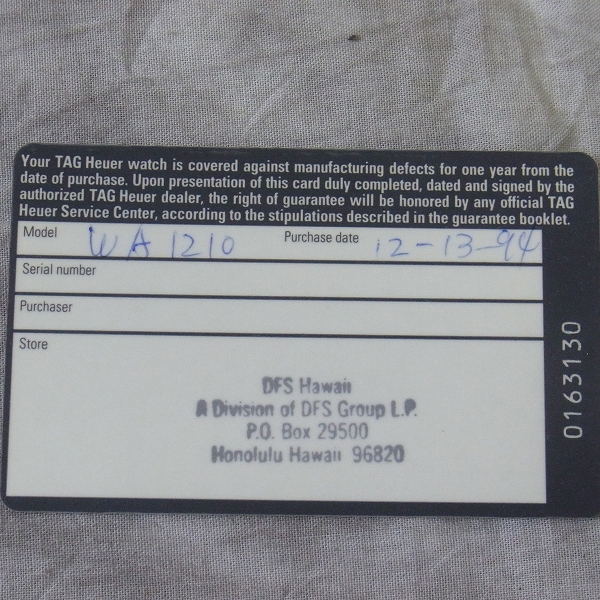 Your TAG Heuer watch is covered against manufacturing defects for one year from the
date of purchase. Upon presentation of this card duly completed, dated and signed by the
authorized TAG Heuer dealer, the right of guarantee will be honored by any official TAG
Heuer Service Center, according to the stipulations described in the guarantee booklet.
Model WA 1210 Purchase date 12-13-94
Serial number
Purchaser
Store
DFS Hawaii
A Division of DFS Group L.P.
P.O. Box 29500
Honolulu Hawaii 96820
0163130